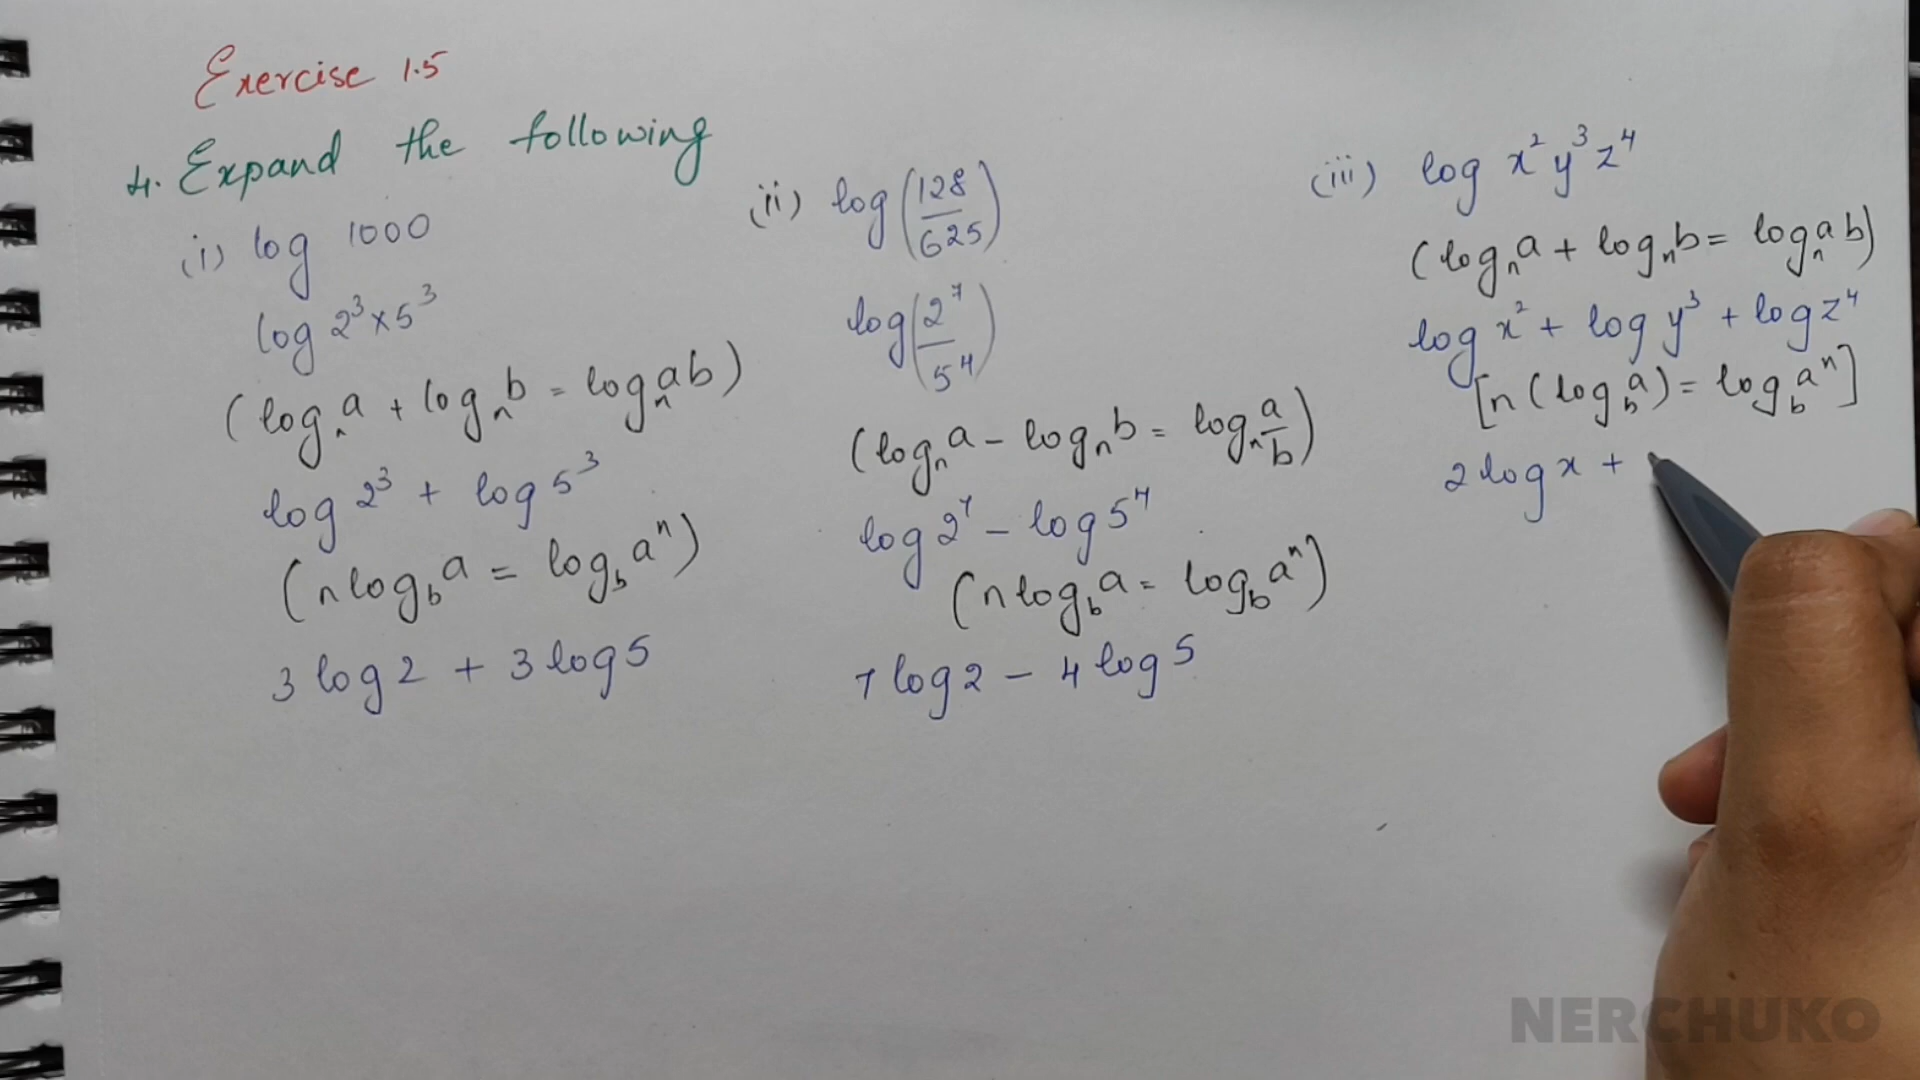 Exercise 1.5
4. Expand the following
(i) log 1000
log 2³×5³
(logₙa + logₙb = logₙab)
log 2³ + log 5³
(n log_b a = log_b aⁿ)
3 log 2 + 3 log 5
(ii) log(128/625)
log(2⁷/5⁴)
(logₙa - logₙb = logₙ a/b)
log 2⁷ - log 5⁴
(n log_b a = log_b aⁿ)
7 log 2 - 4 log 5
(iii) log x² y³ z⁴
(logₙa + logₙb = logₙab)
log x² + log y³ + log z⁴
[n (log_b a) = log_b aⁿ]
2 log x +
NERCHUKO